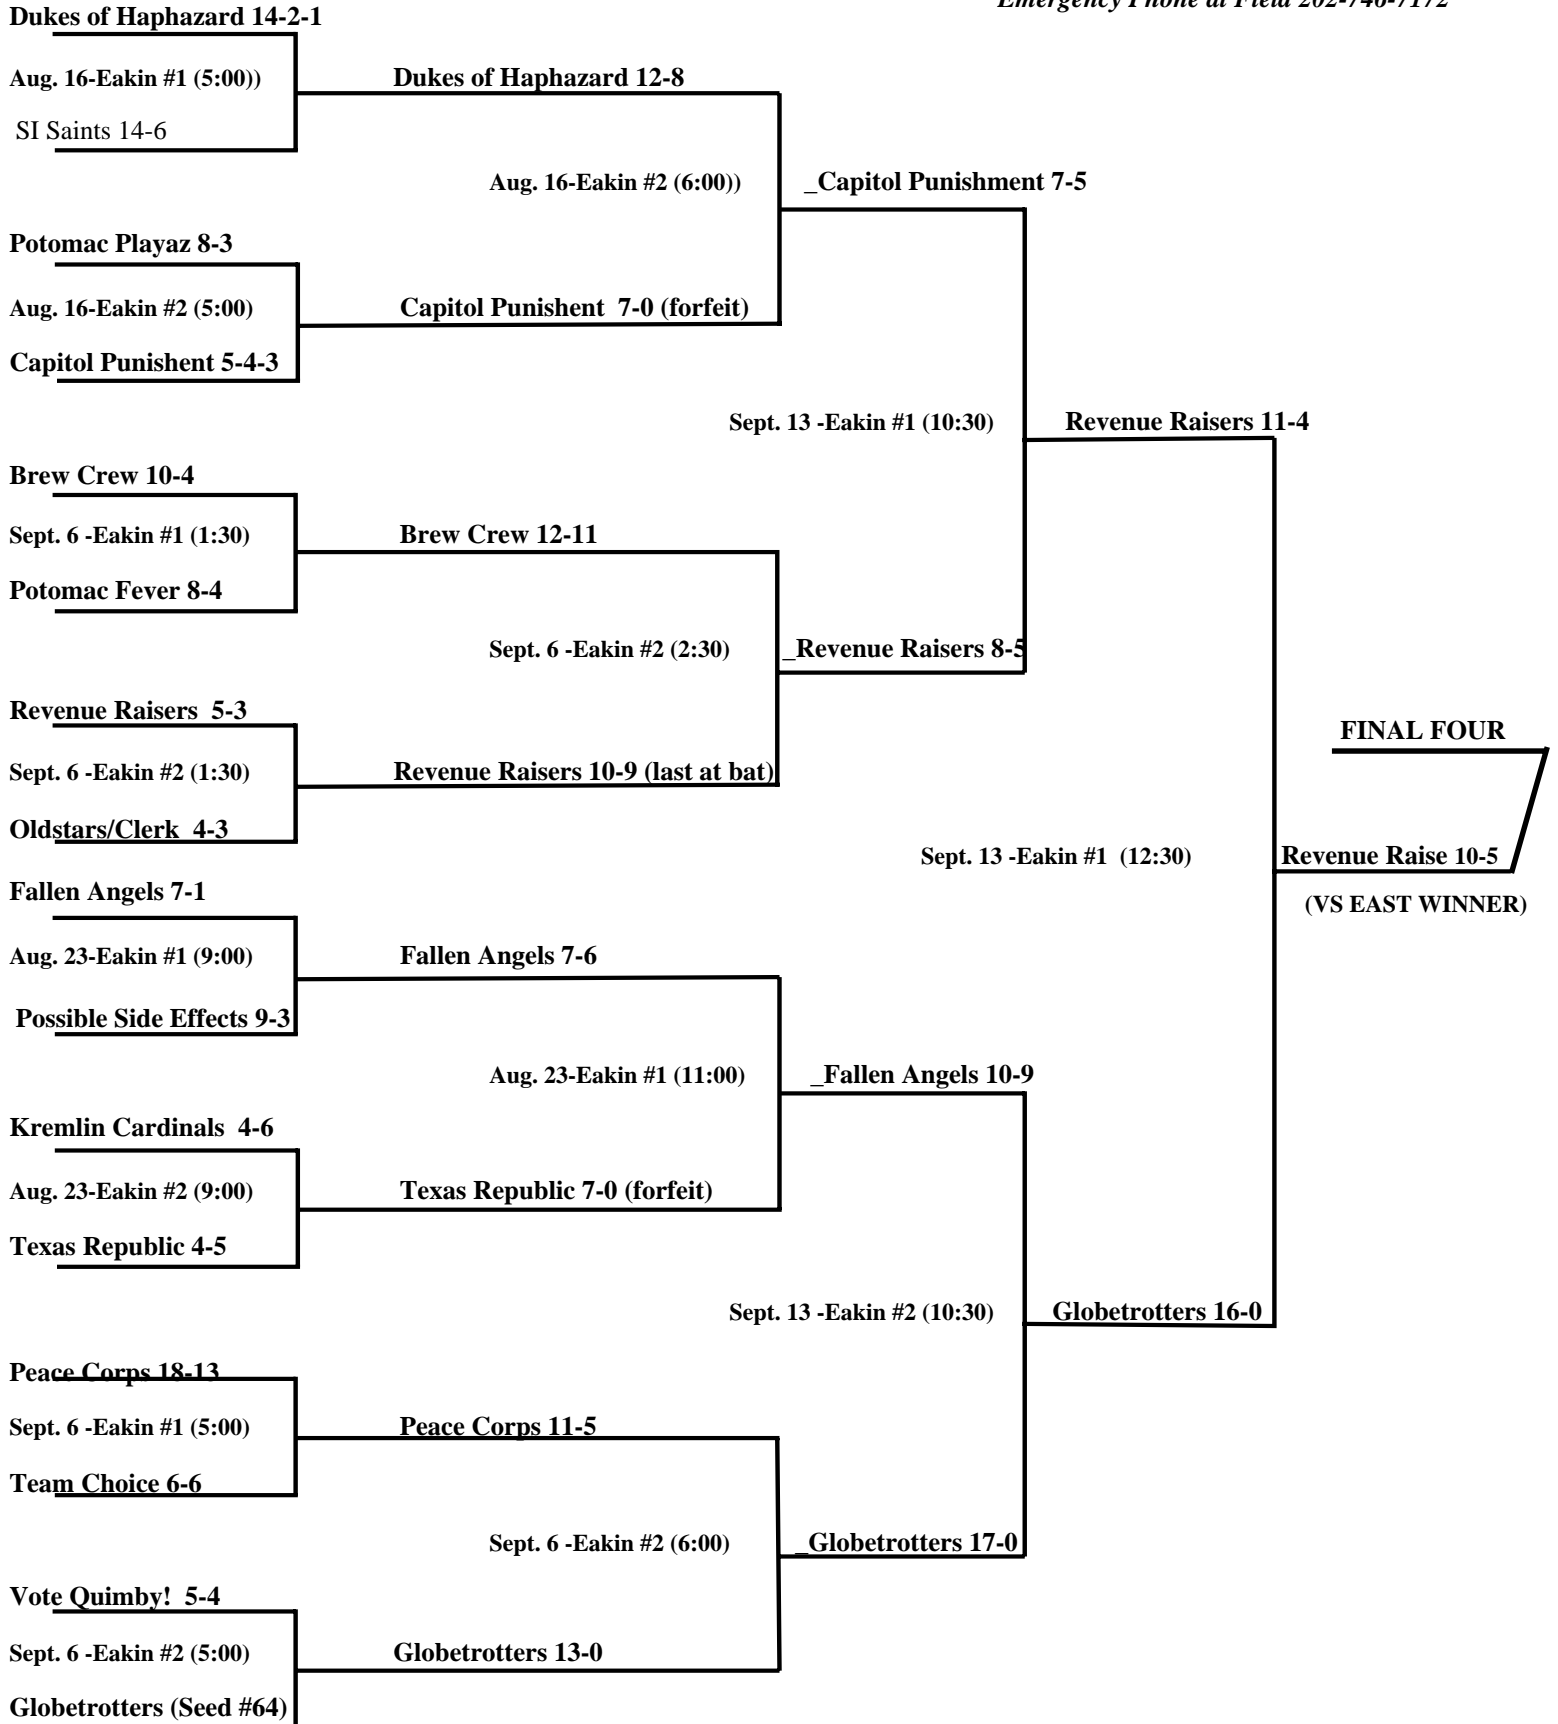 Emergency Phone at Field 202-746-7172
Dukes of Haphazard 14-2-1
Aug. 16-Eakin #1 (5:00))
Dukes of Haphazard 12-8
SI Saints 14-6
Aug. 16-Eakin #2 (6:00))
_Capitol Punishment 7-5
Potomac Playaz 8-3
Aug. 16-Eakin #2 (5:00)
Capitol Punishent  7-0 (forfeit)
Capitol Punishent 5-4-3
Sept. 13 -Eakin #1 (10:30)
Revenue Raisers 11-4
Brew Crew 10-4
Sept. 6 -Eakin #1 (1:30)
Brew Crew 12-11
Potomac Fever 8-4
Sept. 6 -Eakin #2 (2:30)
_Revenue Raisers 8-5
Revenue Raisers  5-3
FINAL FOUR
Sept. 6 -Eakin #2 (1:30)
Revenue Raisers 10-9 (last at bat)
Oldstars/Clerk  4-3
Sept. 13 -Eakin #1  (12:30)
Revenue Raise 10-5
Fallen Angels 7-1
(VS EAST WINNER)
Aug. 23-Eakin #1 (9:00)
Fallen Angels 7-6
Possible Side Effects 9-3
Aug. 23-Eakin #1 (11:00)
_Fallen Angels 10-9
Kremlin Cardinals  4-6
Aug. 23-Eakin #2 (9:00)
Texas Republic 7-0 (forfeit)
Texas Republic 4-5
Sept. 13 -Eakin #2 (10:30)
Globetrotters 16-0
Peace Corps 18-13
Sept. 6 -Eakin #1 (5:00)
Peace Corps 11-5
Team Choice 6-6
Sept. 6 -Eakin #2 (6:00)
_Globetrotters 17-0
Vote Quimby!  5-4
Sept. 6 -Eakin #2 (5:00)
Globetrotters 13-0
Globetrotters (Seed #64)